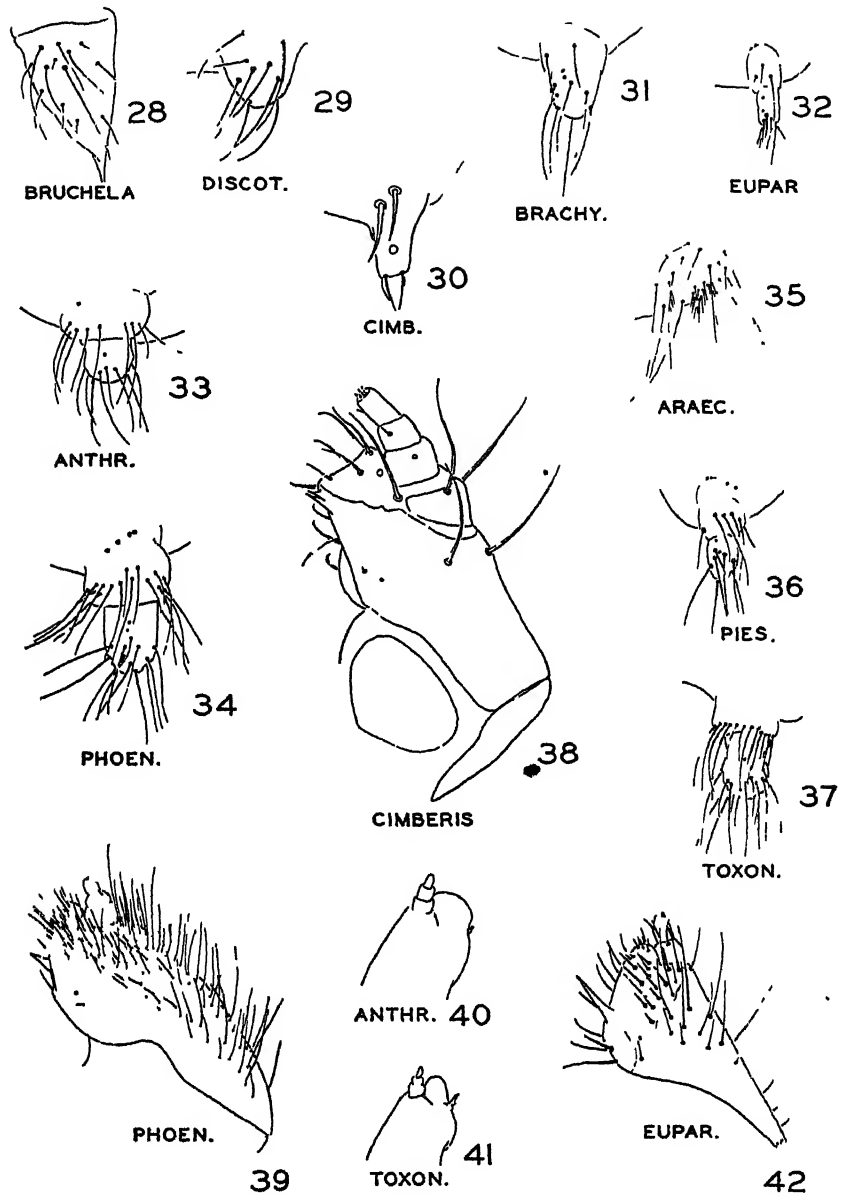 28
BRUCHELA
29
DISCOT.
30
CIMB.
31
BRACHY.
32
EUPAR
33
ANTHR.
34
PHOEN.
35
ARAEC.
36
PIES.
37
TOXON.
38
CIMBERIS
PHOEN.
39
ANTHR. 40
41
TOXON.
EUPAR.
42